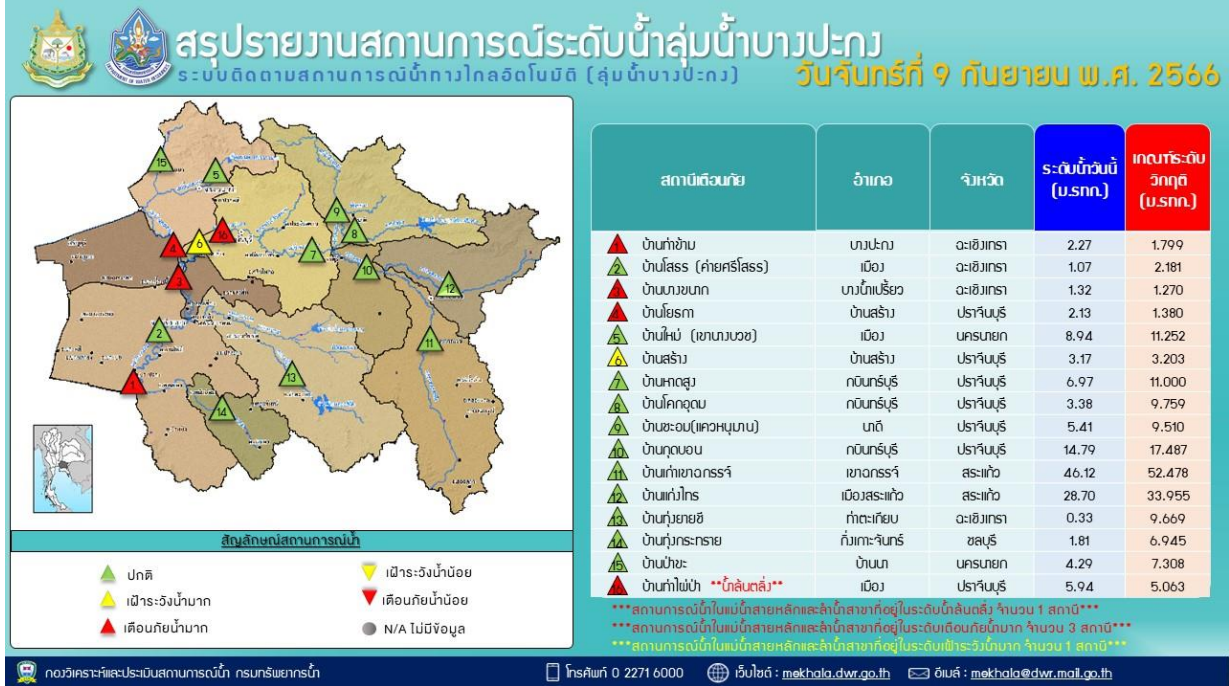 สรุปรายงานสถานการณ์ระดับน้ำลุ่มน้ำบางปะกง
ระบบติดตามสถานการณ์น้ำทางไกลอัตโนมัติ (ลุ่มน้ำบางปะกง)
วันจันทร์ที่ 9 กันยายน พ.ศ. 2566
สถานีเตือนภัย อำเภอ จังหวัด ระดับน้ำวันนี้ (ม.รทก.) เกณฑ์ระดับวิกฤติ (ม.รทก.)
1 บ้านท่าข้าม บางปะกง ฉะเชิงเทรา 2.27 1.799
2 บ้านโสธร (ค่ายศรีโสธร) เมือง ฉะเชิงเทรา 1.07 2.181
3 บ้านบางขนาก บางน้ำเปรี้ยว ฉะเชิงเทรา 1.32 1.270
4 บ้านโยธกา บ้านสร้าง ปราจีนบุรี 2.13 1.380
5 บ้านใหม่ (เขานางบวช) เมือง นครนายก 8.94 11.252
6 บ้านสร้าง บ้านสร้าง ปราจีนบุรี 3.17 3.203
7 บ้านหาดสูง กบินทร์บุรี ปราจีนบุรี 6.97 11.000
8 บ้านโคกอุดม กบินทร์บุรี ปราจีนบุรี 3.38 9.759
9 บ้านชะอม(แควหนุมาน) นาดี ปราจีนบุรี 5.41 9.510
10 บ้านกุดบอน กบินทร์บุรี ปราจีนบุรี 14.79 17.487
11 บ้านเก่าเขาฉกรรจ์ เขาฉกรรจ์ สระแก้ว 46.12 52.478
12 บ้านแก่งไทร เมืองสระแก้ว สระแก้ว 28.70 33.955
13 บ้านทุ่งยายชี ท่าตะเกียบ ฉะเชิงเทรา 0.33 9.669
14 บ้านทุ่งกระทราย กิ่งเกาะจันทร์ ชลบุรี 1.81 6.945
15 บ้านป่าขะ บ้านนา นครนายก 4.29 7.308
16 บ้านท่าไผ่ป่า **น้ำล้นตลิ่ง** เมือง ปราจีนบุรี 5.94 5.063
***สถานการณ์น้ำในแม่น้ำสายหลักและลำน้ำสาขาที่อยู่ในระดับน้ำล้นตลิ่ง จำนวน 1 สถานี***
***สถานการณ์น้ำในแม่น้ำสายหลักและลำน้ำสาขาที่อยู่ในระดับเตือนภัยน้ำมาก จำนวน 3 สถานี***
***สถานการณ์น้ำในแม่น้ำสายหลักและลำน้ำสาขาที่อยู่ในระดับเฝ้าระวังน้ำมาก จำนวน 1 สถานี***
15
5
16
4
6
9
8
7
10
3
12
2
11
13
1
14
สัญลักษณ์สถานการณ์น้ำ
ปกติ เฝ้าระวังน้ำน้อย
เฝ้าระวังน้ำมาก เตือนภัยน้ำน้อย
เตือนภัยน้ำมาก N/A ไม่มีข้อมูล
กองวิเคราะห์และประเมินสถานการณ์น้ำ กรมทรัพยากรน้ำ โทรศัพท์ 0 2271 6000 เว็บไซต์ : mekhala.dwr.go.th อีเมล์ : mekhala@dwr.mail.go.th